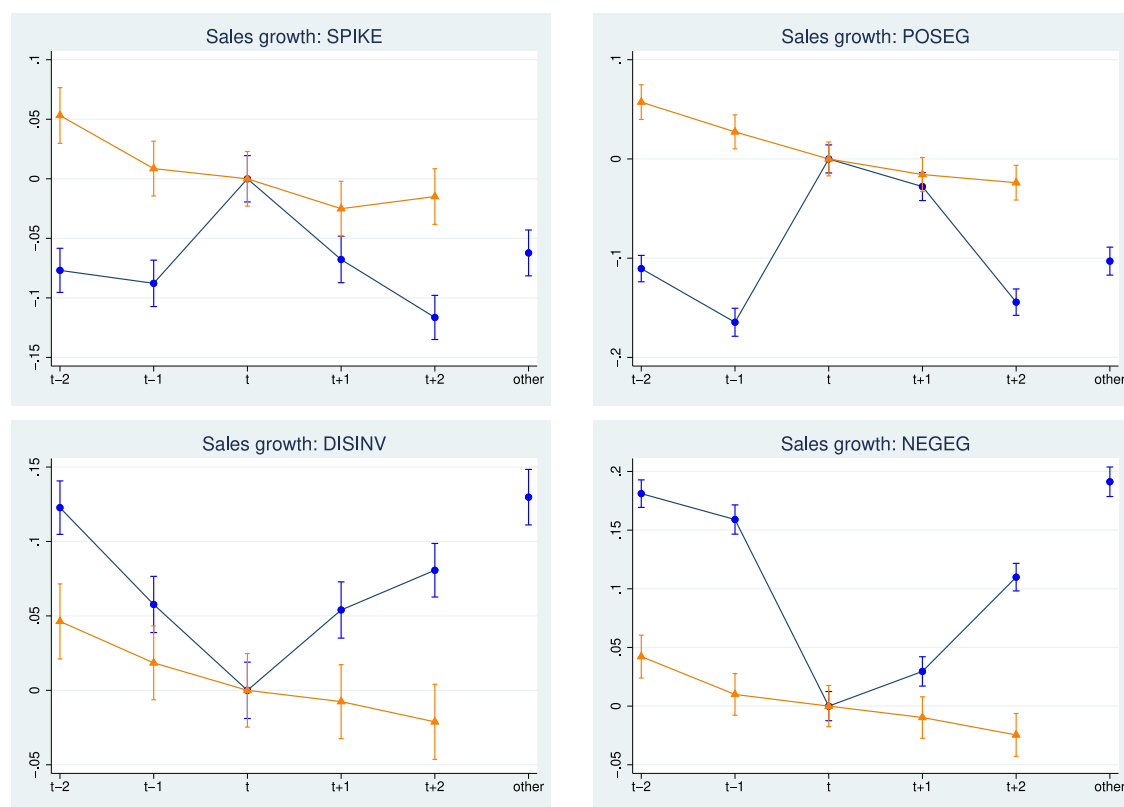 Sales growth: SPIKE
.1
.05
0
-.05
-.1
-.15
t-2 t-1 t t+1 t+2 other
Sales growth: POSEG
.1
0
-.1
-.2
t-2 t-1 t t+1 t+2 other
Sales growth: DISINV
.15
.1
.05
0
-.05
t-2 t-1 t t+1 t+2 other
Sales growth: NEGEG
.2
.15
.1
.05
0
-.05
t-2 t-1 t t+1 t+2 other